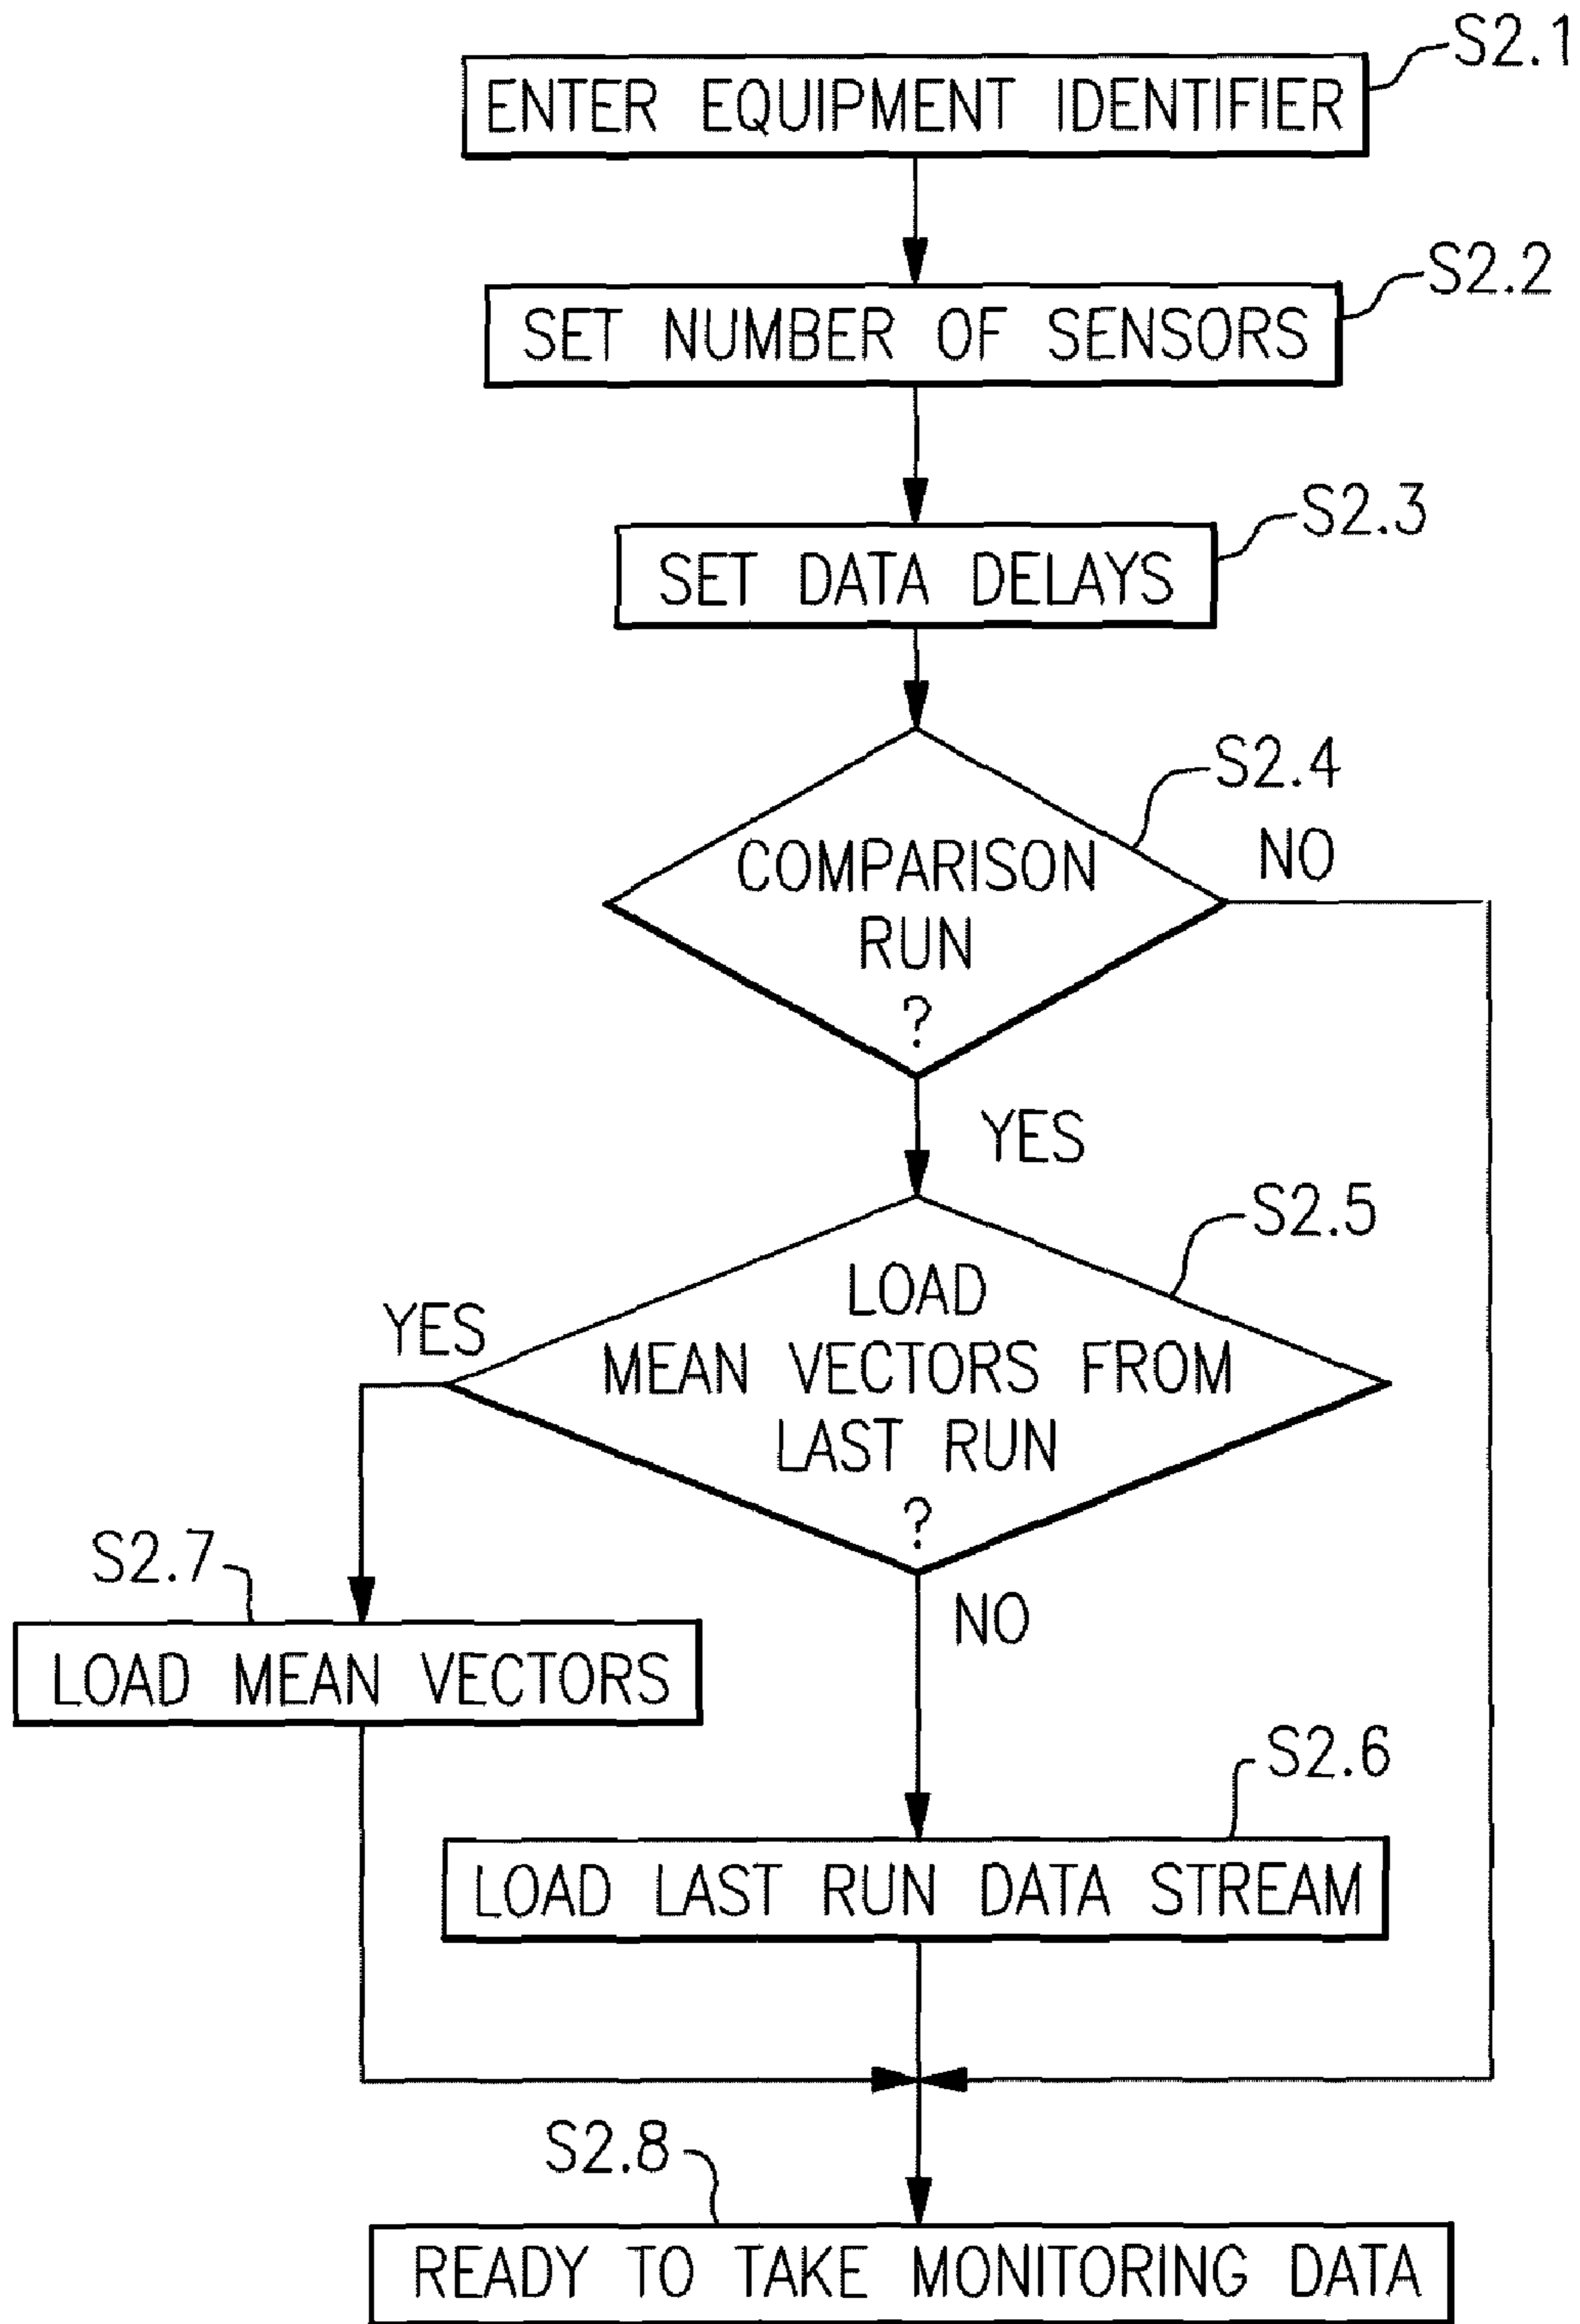 S2.1
ENTER EQUIPMENT IDENTIFIER
S2.2
SET NUMBER OF SENSORS
S2.3
SET DATA DELAYS
S2.4
COMPARISON
RUN
?
NO
YES
S2.5
LOAD
MEAN VECTORS FROM
LAST RUN
?
YES
NO
S2.7
LOAD MEAN VECTORS
S2.6
LOAD LAST RUN DATA STREAM
S2.8
READY TO TAKE MONITORING DATA